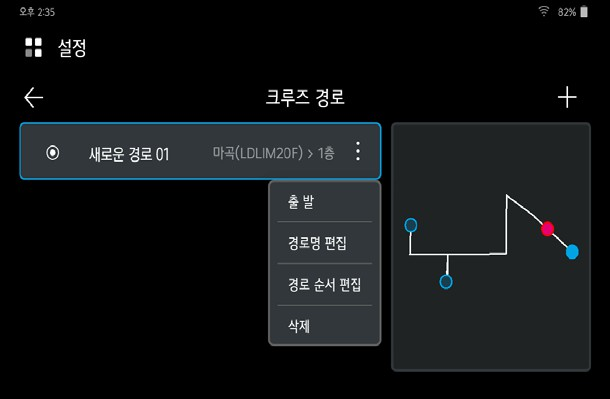 오후 2:35 82%
설정
크루즈 경로
새로운 경로 01 마곡(LDLIM20F) > 1층
출 발
경로명 편집
경로 순서 편집
삭제